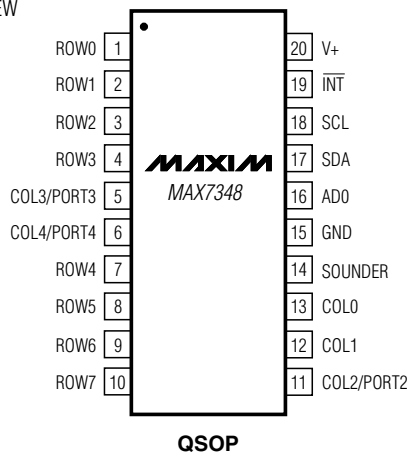 ROW0 1 20 V+
ROW1 2 19 INT
ROW2 3 18 SCL
ROW3 4 MAXIM 17 SDA
COL3/PORT3 5 MAX7348 16 AD0
COL4/PORT4 6 15 GND
ROW4 7 14 SOUNDER
ROW5 8 13 COL0
ROW6 9 12 COL1
ROW7 10 11 COL2/PORT2
QSOP